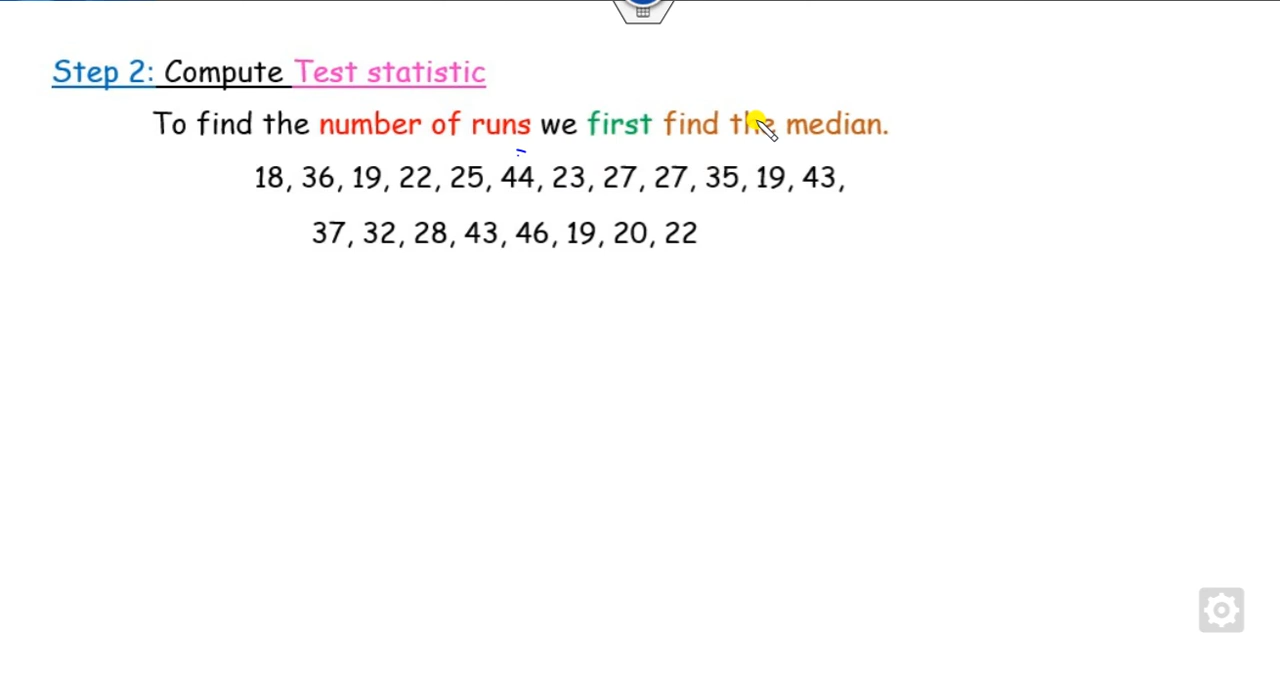 Step 2: Compute Test statistic
To find the number of runs we first find the median.
18, 36, 19, 22, 25, 44, 23, 27, 27, 35, 19, 43,
37, 32, 28, 43, 46, 19, 20, 22